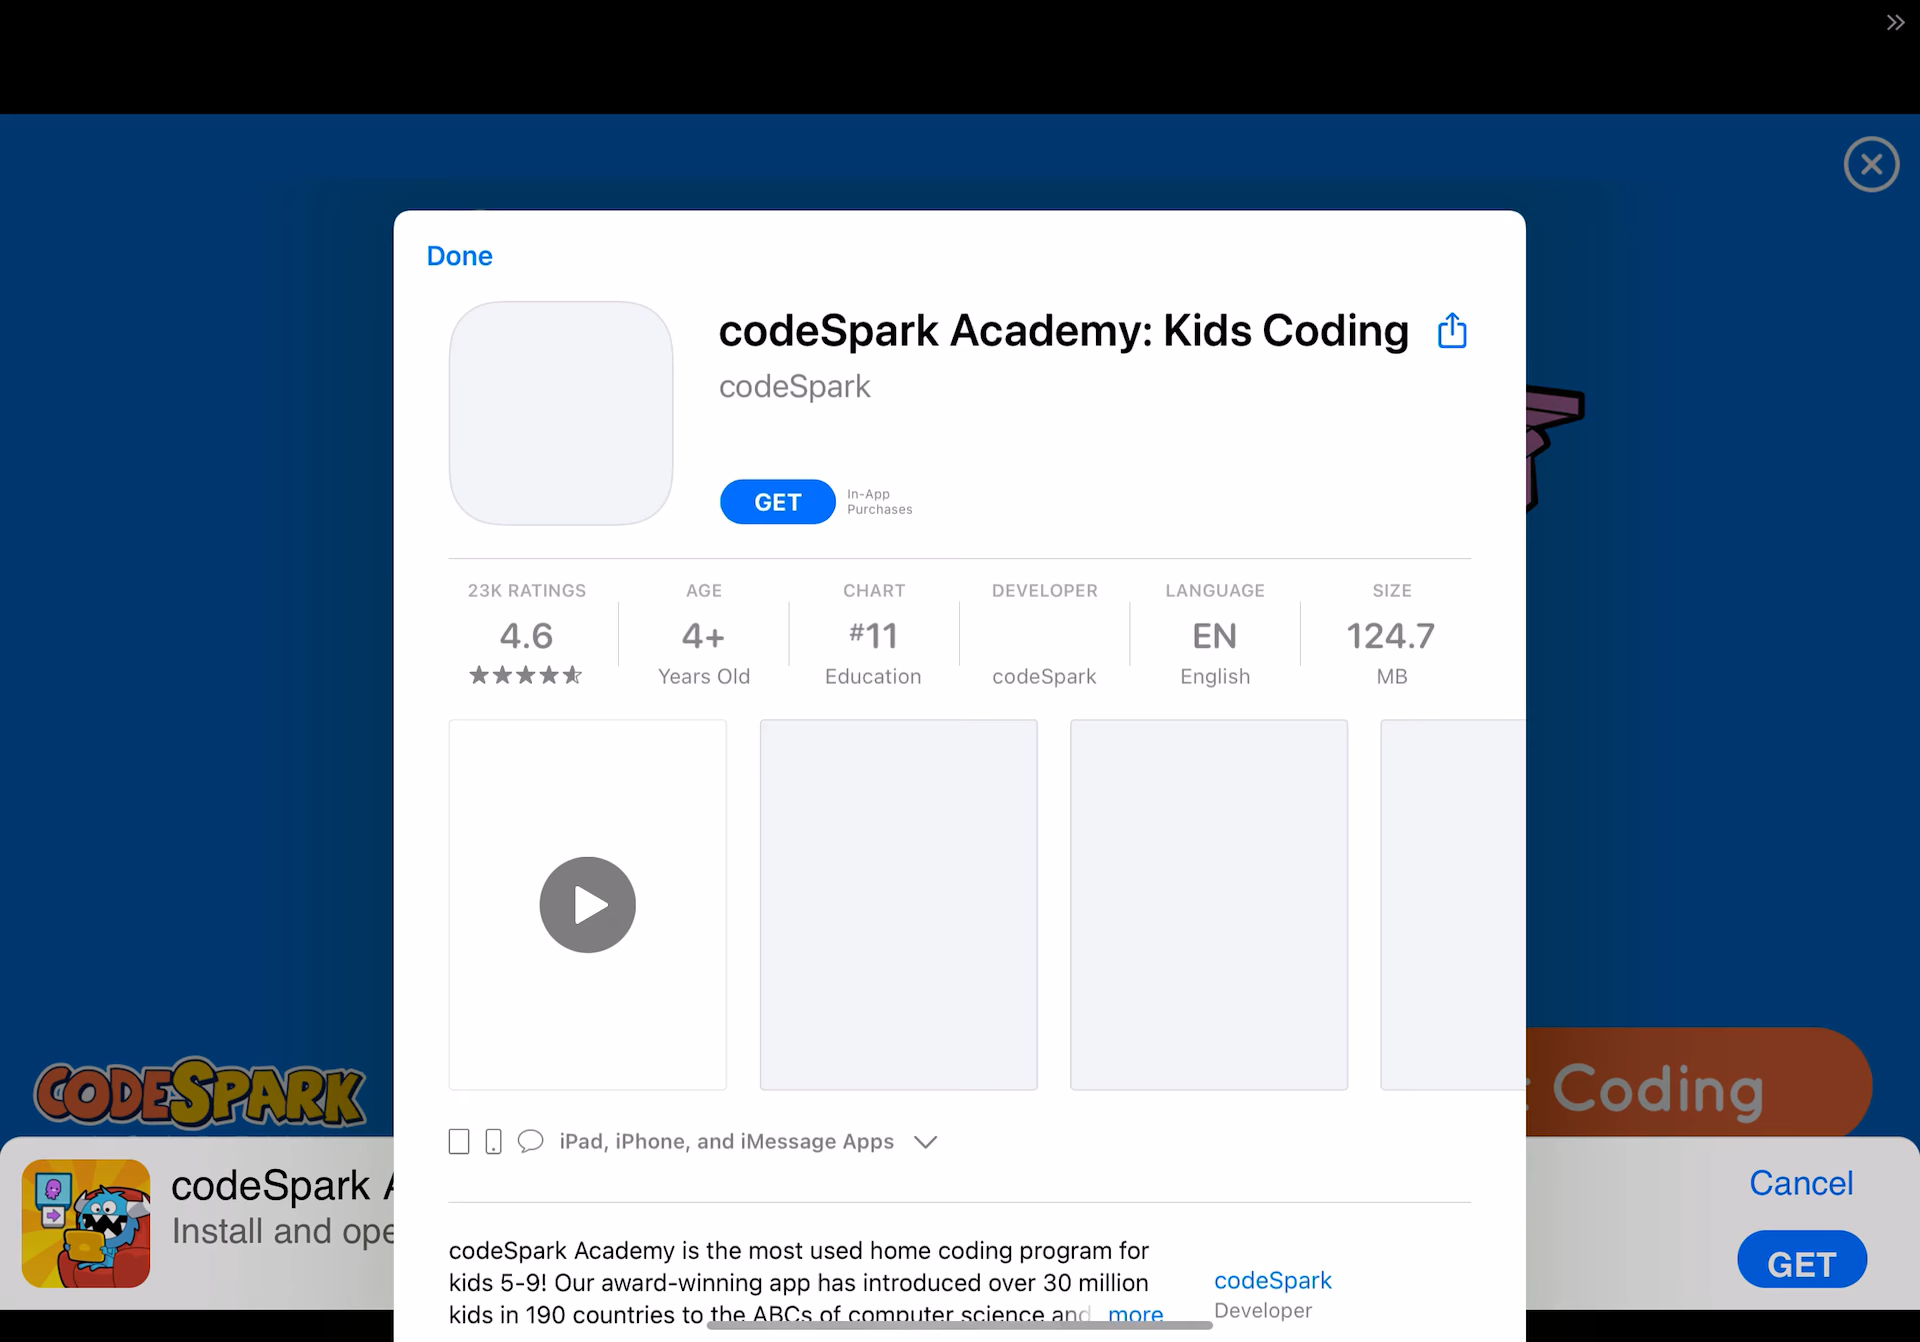 Done
codeSpark Academy: Kids Coding
codeSpark
GET
In-App
Purchases
23K RATINGS
4.6
AGE
4+
Years Old
CHART
#11
Education
DEVELOPER
codeSpark
LANGUAGE
EN
English
SIZE
124.7
MB
iPad, iPhone, and iMessage Apps
codeSpark Academy is the most used home coding program for
kids 5-9! Our award-winning app has introduced over 30 million
kids in 190 countries to the ABCs of computer science and more
codeSpark
Developer
CODESPARK
Coding
codeSpark A
Install and ope
Cancel
GET